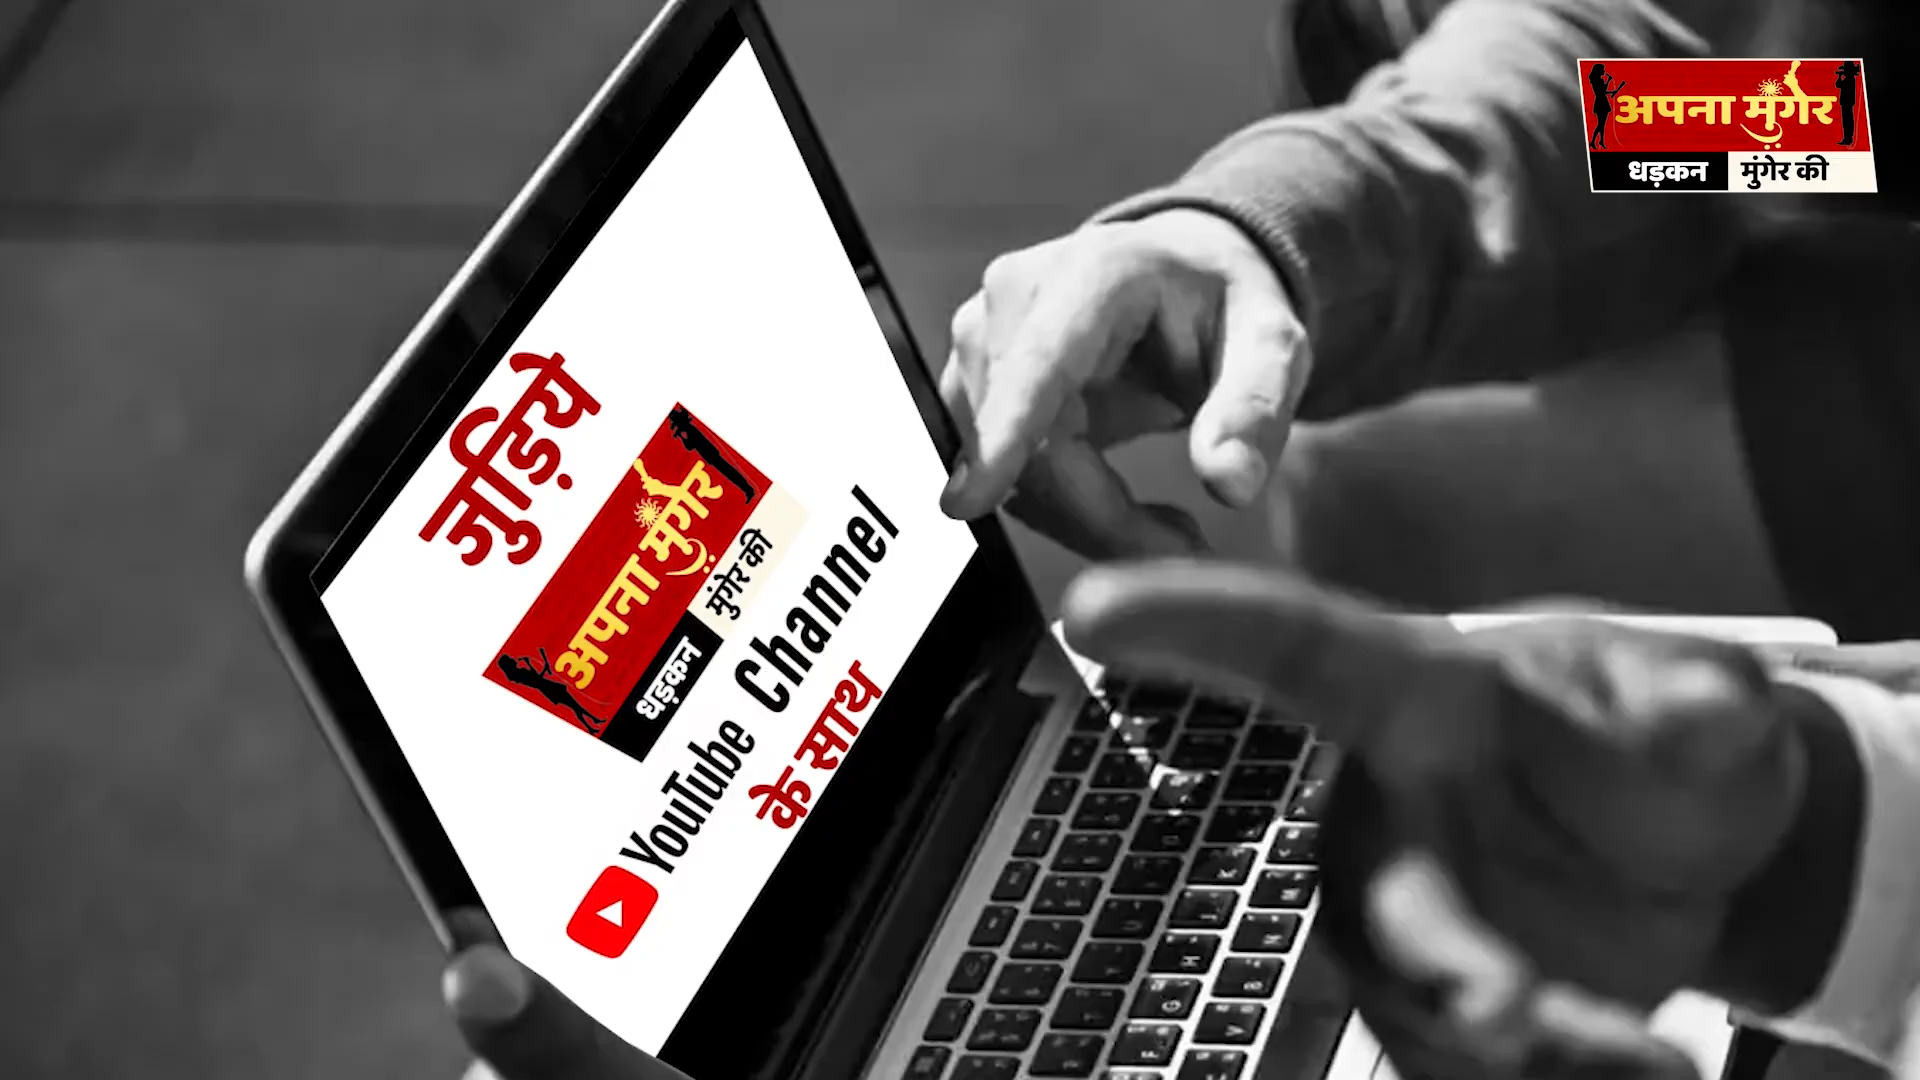 जुड़िये
अपना मुंगेर
धड़कन मुंगेर की
YouTube Channel
के साथ
अपना मुंगेर
धड़कन मुंगेर की